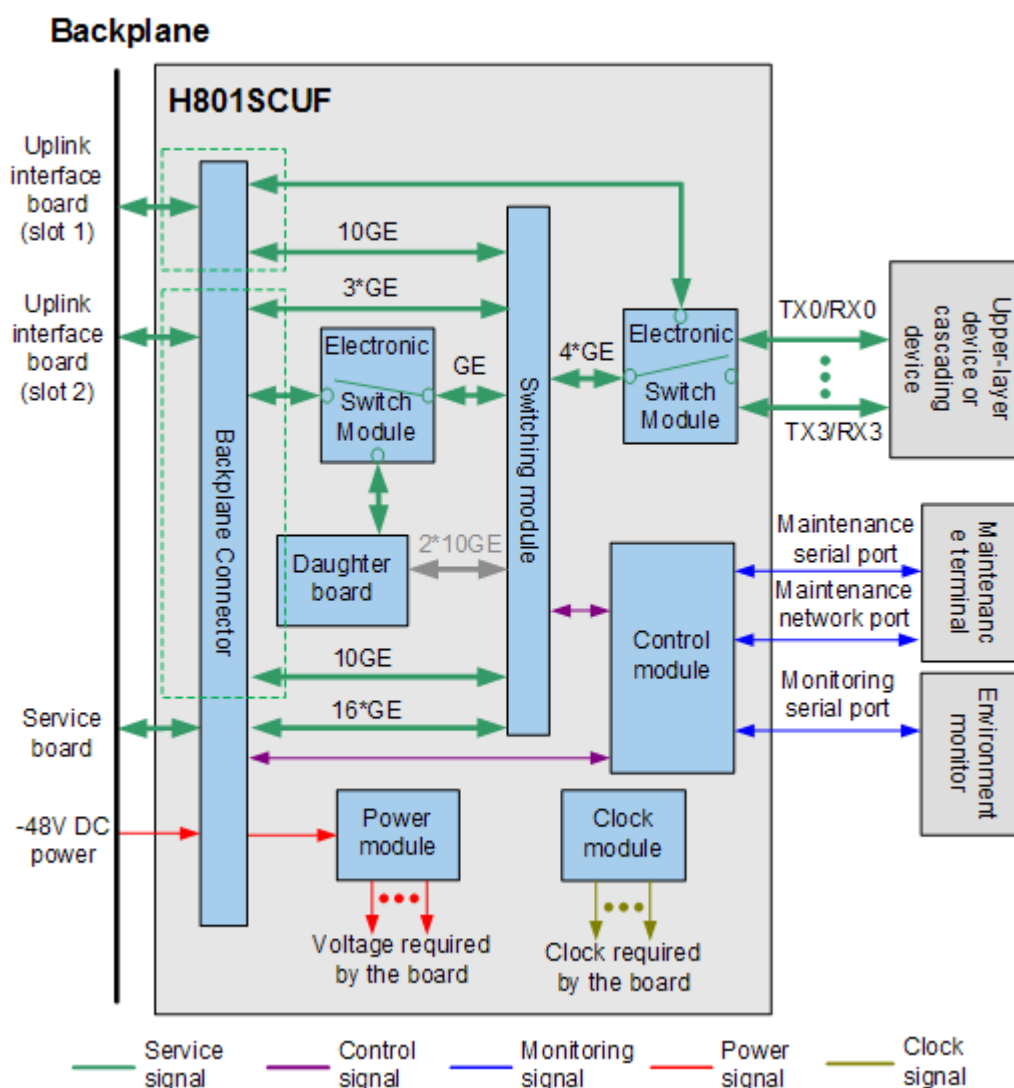 Backplane
H801SCUF
Uplink
interface
board
(slot 1)
10GE
3*GE
Uplink
interface
board
(slot 2)
Electronic
Switch
Module
GE
Switching module
4*GE
Electronic
Switch
Module
TX0/RX0
TX3/RX3
Upper-layer
device or
cascading
device
Backplane Connector
Daughter
board
2*10GE
Maintenance
serial port
Maintenance
network port
Maintenanc
e terminal
Control
module
10GE
16*GE
Monitoring
serial port
Environment
monitor
Service
board
-48V DC
power
Power
module
Clock
module
Voltage required
by the board
Clock required
by the board
Service
signal
Control
signal
Monitoring
signal
Power
signal
Clock
signal